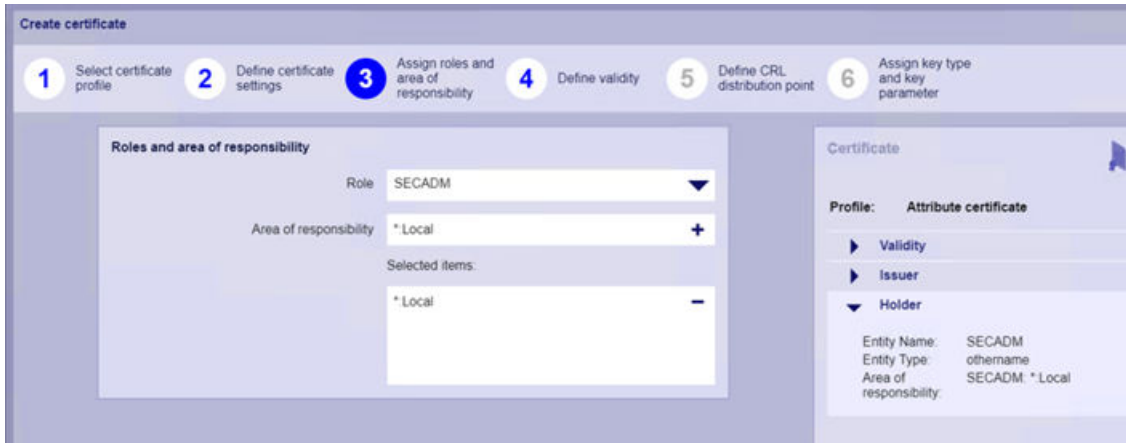 Create certificate
1 Select certificate profile
2 Define certificate settings
3 Assign roles and area of responsibility
4 Define validity
5 Define CRL distribution point
6 Assign key type and key parameter
Roles and area of responsibility
Role SECADM
Area of responsibility *:Local +
Selected items:
*:Local −
Certificate
Profile: Attribute certificate
Validity
Issuer
Holder
Entity Name: SECADM
Entity Type: othername
Area of responsibility: SECADM: *:Local